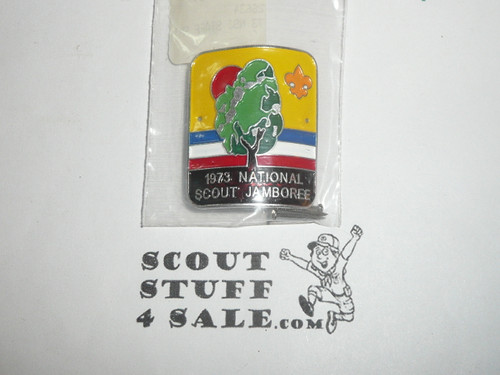 1973 NATIONAL
SCOUT JAMBOREE
SCOUT
STUFF
4 SALE.COM